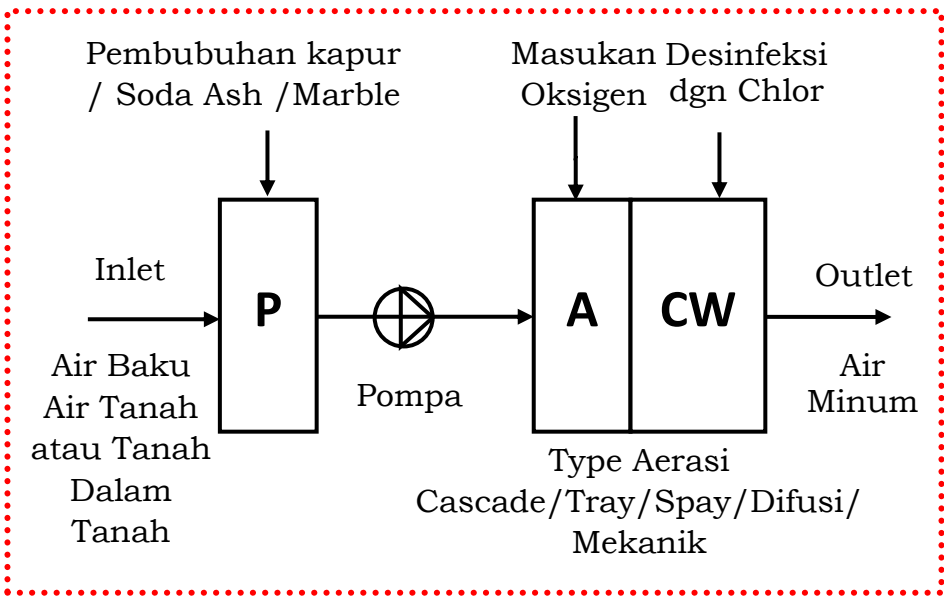 Pembubuhan kapur
/ Soda Ash /Marble
Masukan
Oksigen
Desinfeksi
dgn Chlor
Inlet
P
A
CW
Outlet
Air Baku
Air Tanah
atau Tanah
Dalam
Tanah
Pompa
Air
Minum
Type Aerasi
Cascade/Tray/Spay/Difusi/
Mekanik